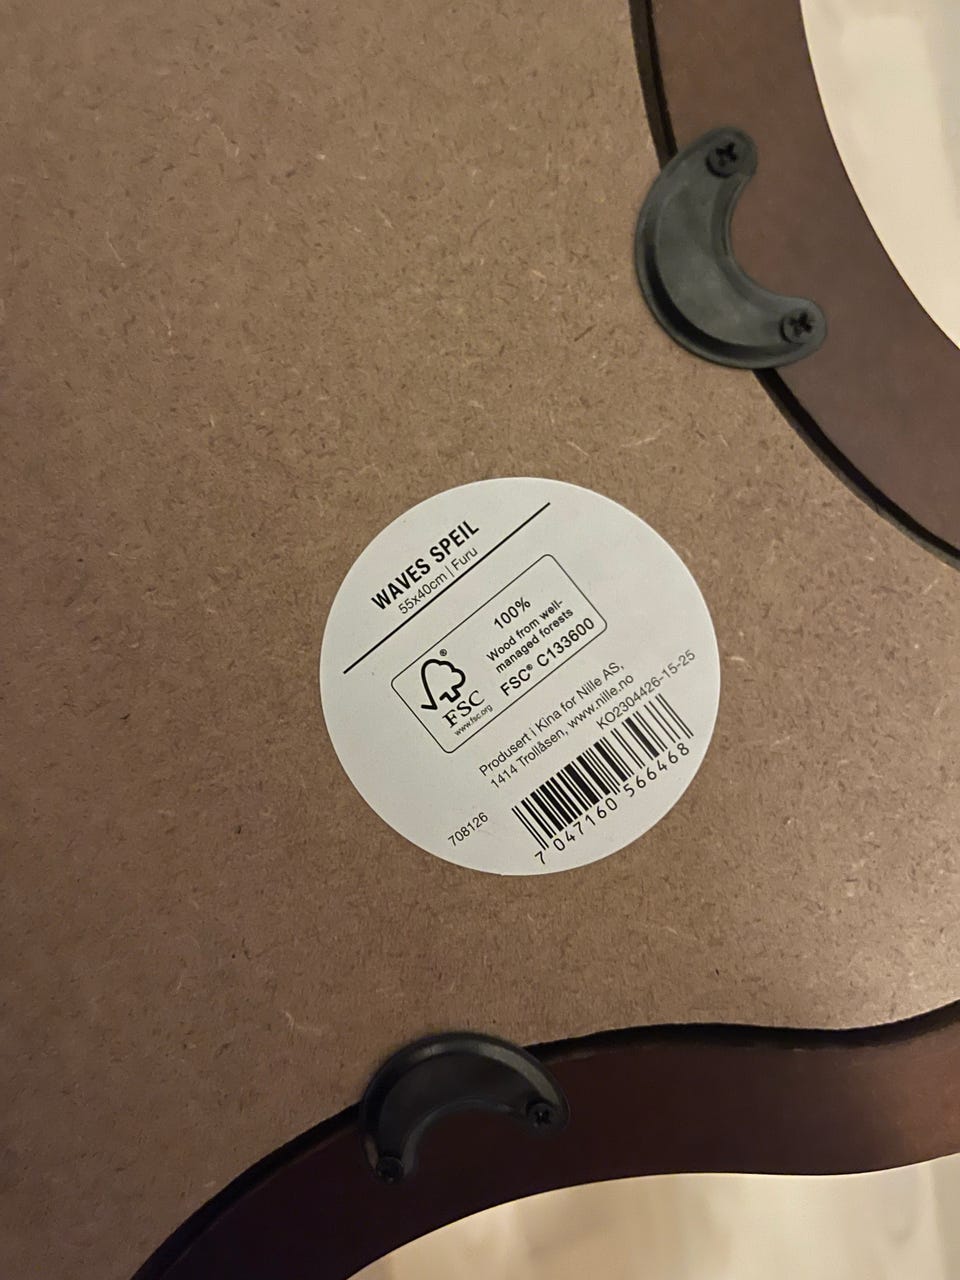 WAVES SPEIL
55x40cm | Furu
®
FSC
www.fsc.org
100%
Wood from well-
managed forests
FSC® C133600
Produsert i Kina for Nille AS,
1414 Trollåsen, www.nille.no
KO2304426-15-25
708126
7 047160 566468